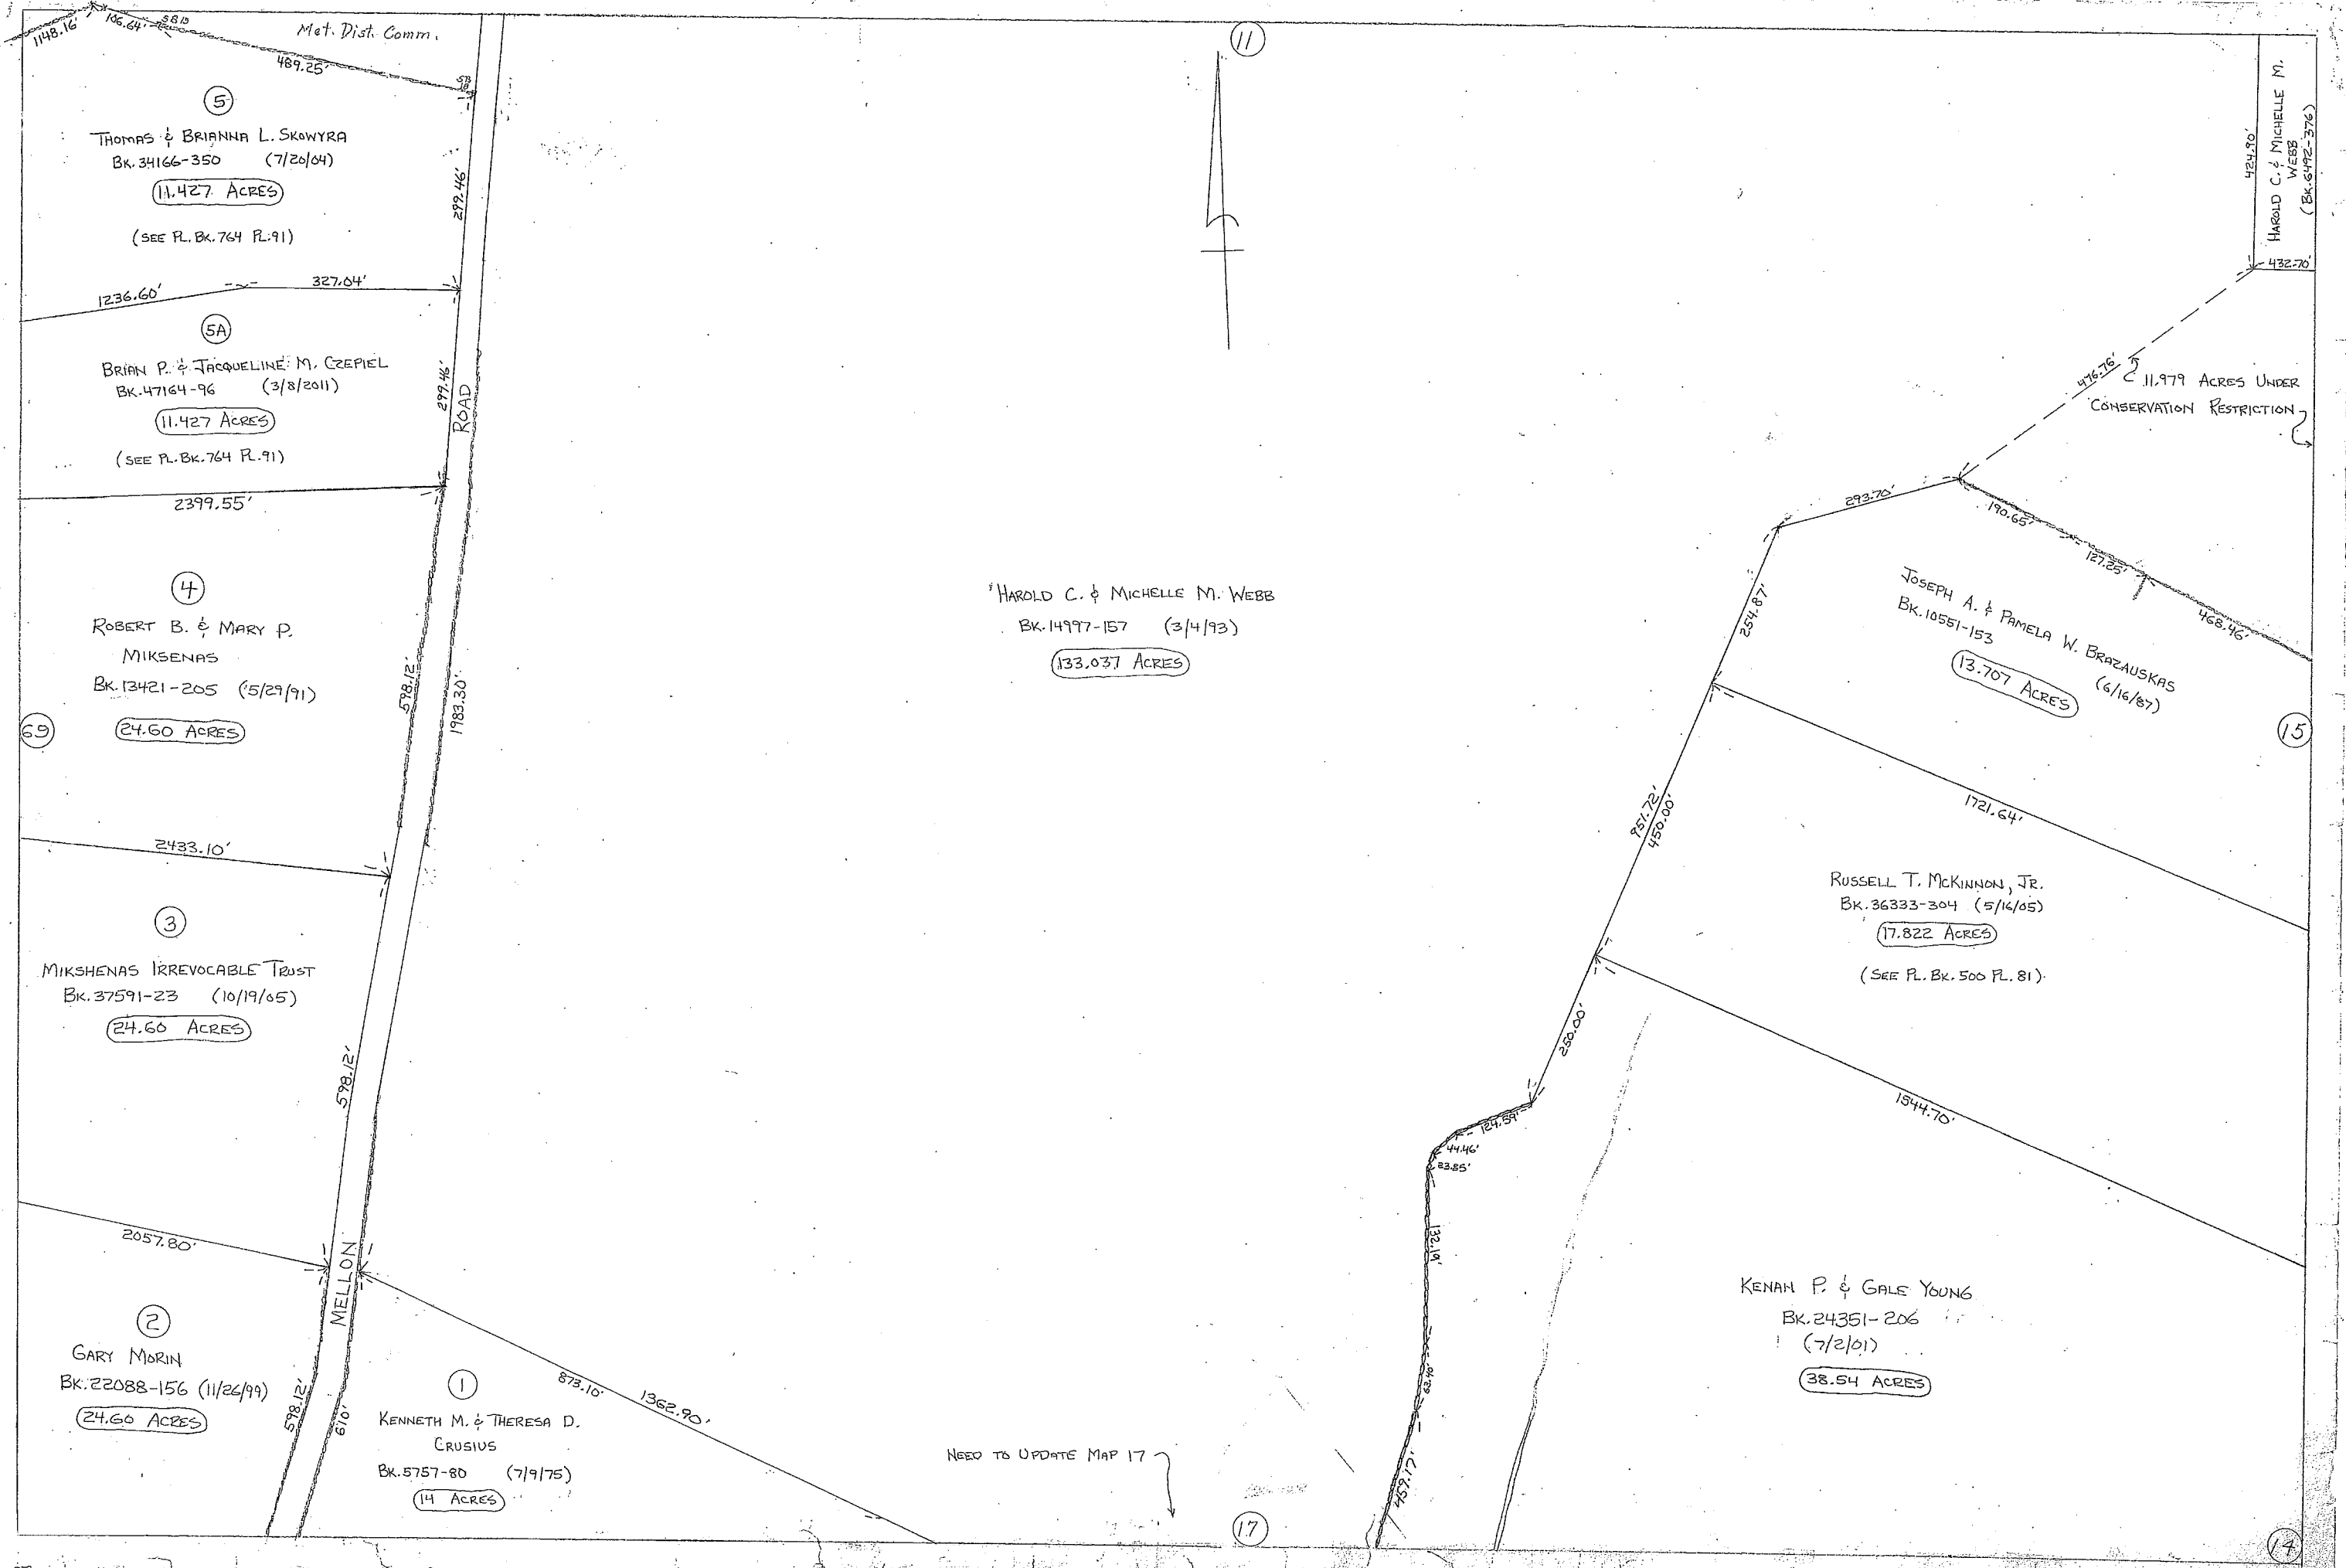 1148.16'
106.64'
SB13
Met. Dist. Comm.
489.25'
SB
5
THOMAS & BRIANNA L. SKOWYRA
BK. 34166-350 (7/20/04)
11.427 ACRES
(SEE PL. BK. 764 PL. 91)
299.46'
1236.60'
327.04'
5A
BRIAN P. & JACQUELINE M. CZEPIEL
BK. 47164-96 (3/8/2011)
11.427 ACRES
(SEE PL. BK. 764 PL. 91)
299.46'
ROAD
2399.55'
4
ROBERT B. & MARY P.
MIKSENAS
BK. 13421-205 (5/29/91)
24.60 ACRES
598.12'
1983.30'
69
2433.10'
3
MIKSHENAS IRREVOCABLE TRUST
BK. 37591-23 (10/19/05)
24.60 ACRES
598.12'
2057.80'
MELLON
2
GARY MORIN
BK. 22088-156 (11/26/99)
24.60 ACRES
598.12'
610'
1
KENNETH M. & THERESA D.
CRUSIUS
BK. 5757-80 (7/9/75)
14 ACRES
873.10'
1362.90'
11
HAROLD C. & MICHELLE M. WEBB
BK. 14997-157 (3/4/93)
133.037 ACRES
NEED TO UPDATE MAP 17
17
424.90'
HAROLD C. & MICHELLE M.
WEBB
(BK. 6492-376)
432.70'
476.76'
11.979 ACRES UNDER
CONSERVATION RESTRICTION
293.70'
190.65'
127.25'
468.46'
254.87'
JOSEPH A. & PAMELA W. BRAZAUSKAS
BK. 10551-153 (6/16/87)
13.707 ACRES
15
1721.64'
951.72'
450.00'
RUSSELL T. MCKINNON, JR.
BK. 36333-304 (5/16/05)
17.822 ACRES
(SEE PL. BK. 500 PL. 81)
250.00'
1544.70'
124.59'
44.46'
23.85'
132.19'
63.40'
459.17'
KENAN P. & GALE YOUNG
BK. 24351-206
(7/2/01)
38.54 ACRES
14